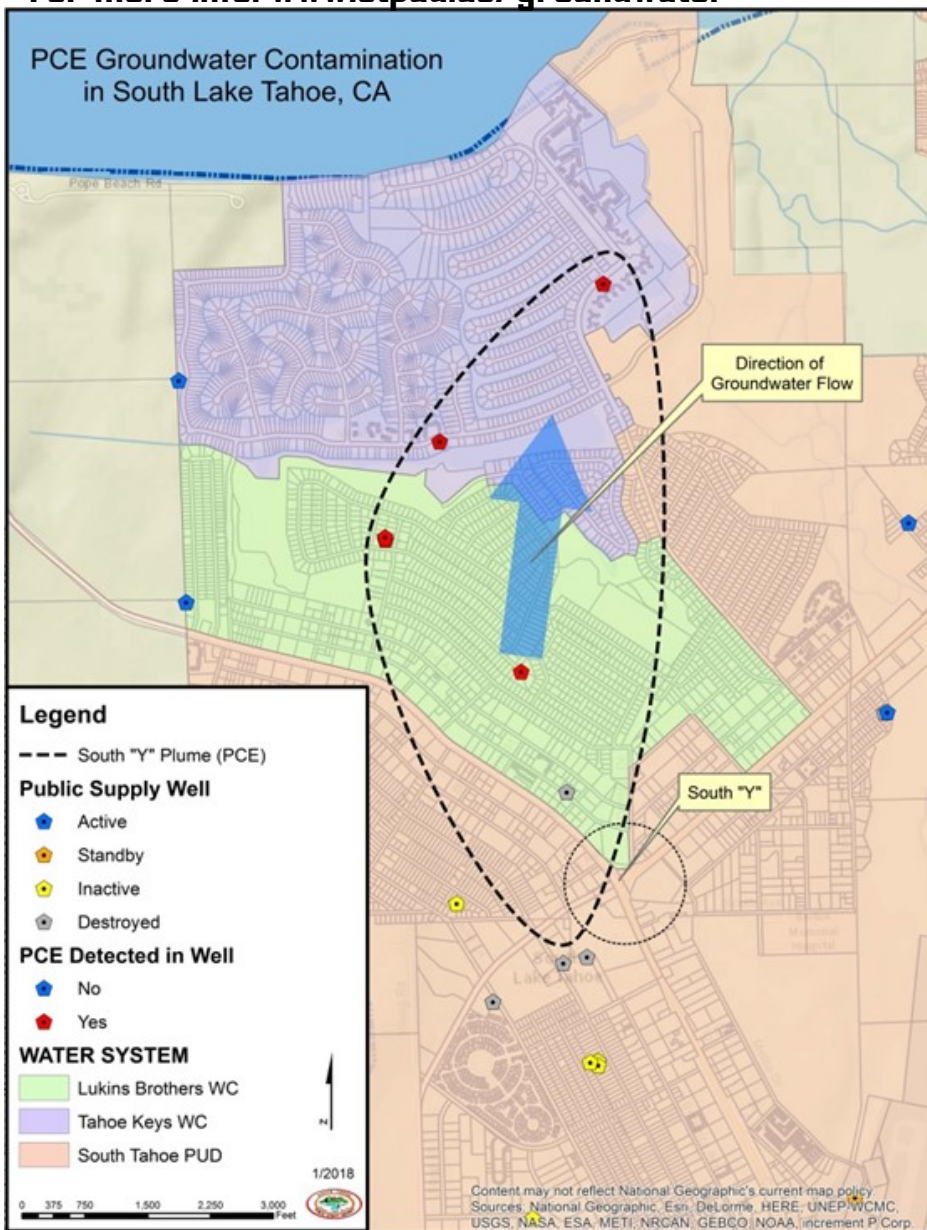 PCE Groundwater Contamination
in South Lake Tahoe, CA
Pope Beach Rd
Direction of
Groundwater Flow
South "Y"
Memorial
Hospital
Lake Tahoe
Legend
South "Y" Plume (PCE)
Public Supply Well
Active
Standby
Inactive
Destroyed
PCE Detected in Well
No
Yes
WATER SYSTEM
Lukins Brothers WC
Tahoe Keys WC
South Tahoe PUD
N
1/2018
0 375 750 1,500 2,250 3,000
Feet
Content may not reflect National Geographic's current map policy.
Sources: National Geographic, Esri, DeLorme, HERE, UNEP-WCMC,
USGS, NASA, ESA, METI, NRCAN, GEBCO, NOAA, increment P Corp.